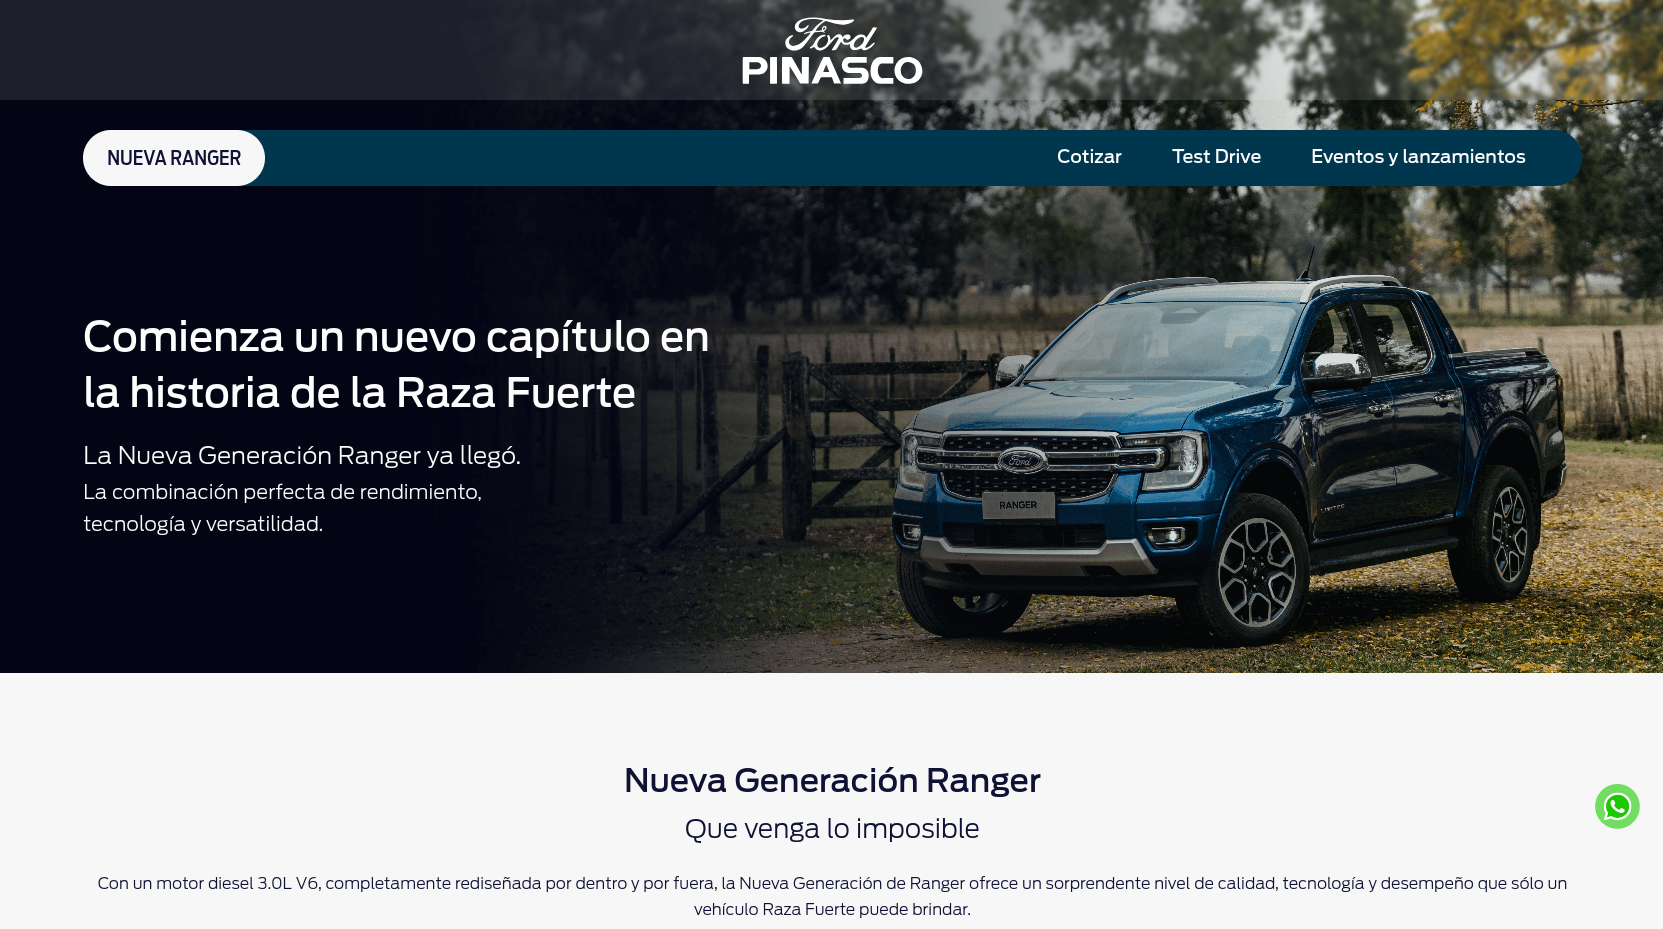 Ford
PINASCO
NUEVA RANGER
Cotizar
Test Drive
Eventos y lanzamientos
Comienza un nuevo capítulo en
la historia de la Raza Fuerte
La Nueva Generación Ranger ya llegó.
La combinación perfecta de rendimiento,
tecnología y versatilidad.
Ford
RANGER
LIMITED
Nueva Generación Ranger
Que venga lo imposible
Con un motor diesel 3.0L V6, completamente rediseñada por dentro y por fuera, la Nueva Generación de Ranger ofrece un sorprendente nivel de calidad, tecnología y desempeño que sólo un
vehículo Raza Fuerte puede brindar.